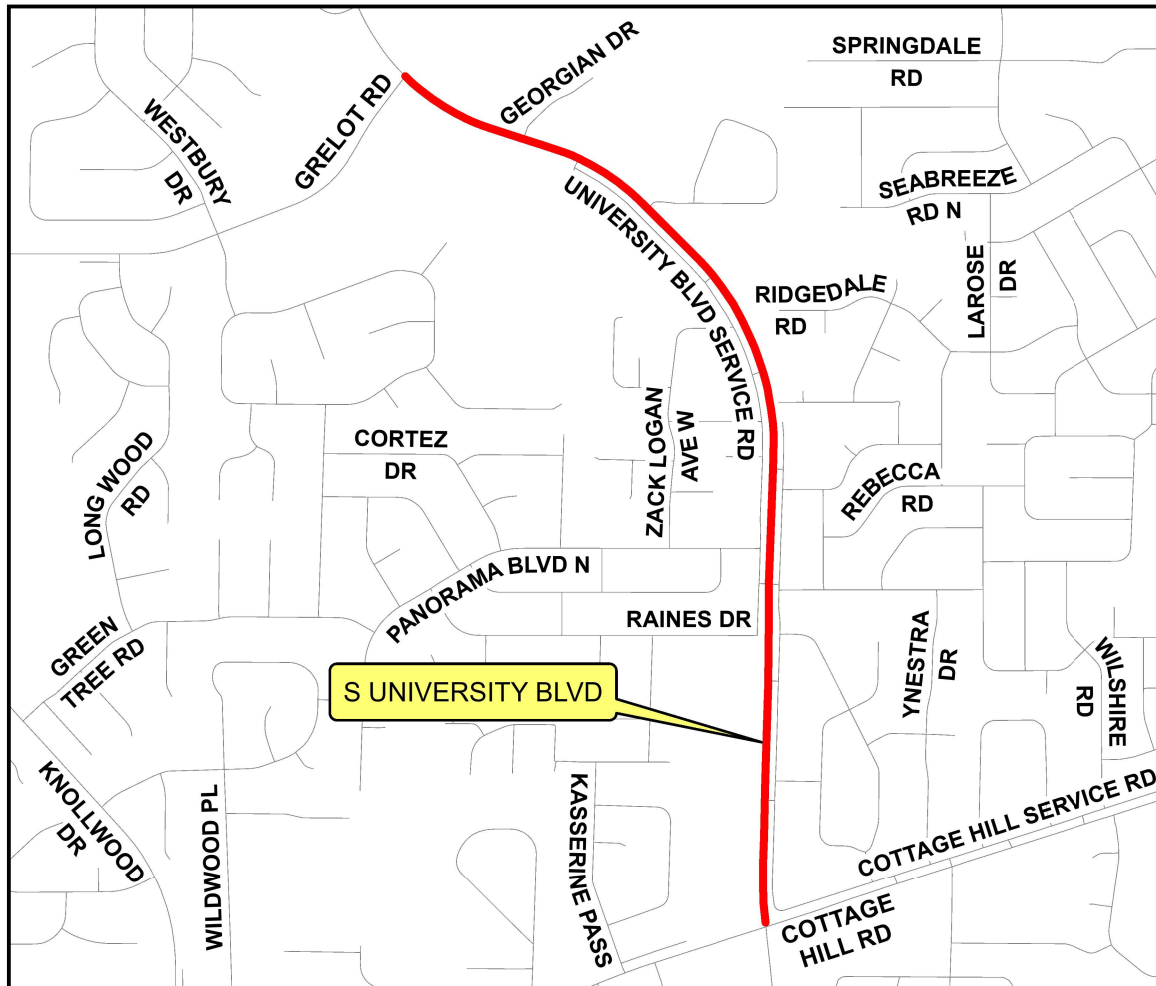 SPRINGDALE
RD
GEORGIAN DR
WESTBURY
DR
GRELOT RD
SEABREEZE
RD N
UNIVERSITY BLVD SERVICE RD
LAROSE
DR
RIDGEDALE
RD
ZACK LOGAN
AVE W
CORTEZ
DR
LONG WOOD
RD
REBECCA
RD
PANORAMA BLVD N
RAINES DR
GREEN
TREE RD
YNESTRA
DR
WILSHIRE
RD
S UNIVERSITY BLVD
KNOLLWOOD
DR
WILDWOOD PL
KASSERINE PASS
COTTAGE HILL SERVICE RD
COTTAGE
HILL RD